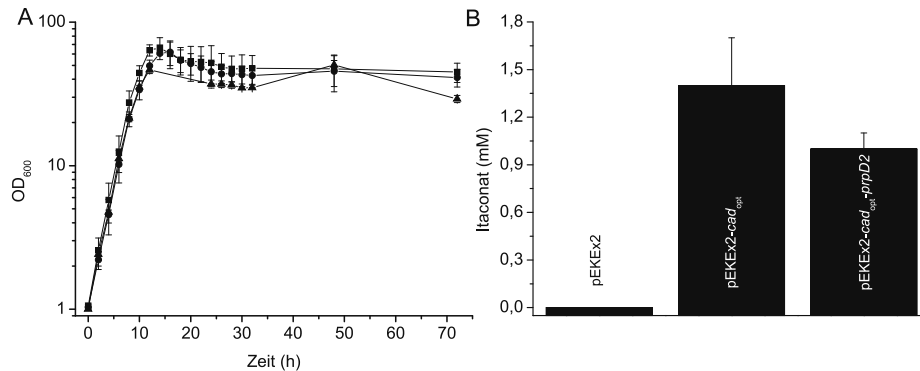 A
100
10
1
OD600
0
10
20
30
40
50
60
70
Zeit (h)
B
1,8
1,5
1,2
0,9
0,6
0,3
0,0
Itaconat (mM)
pEKEx2
pEKEx2-cadopt
pEKEx2-cadopt-prpD2